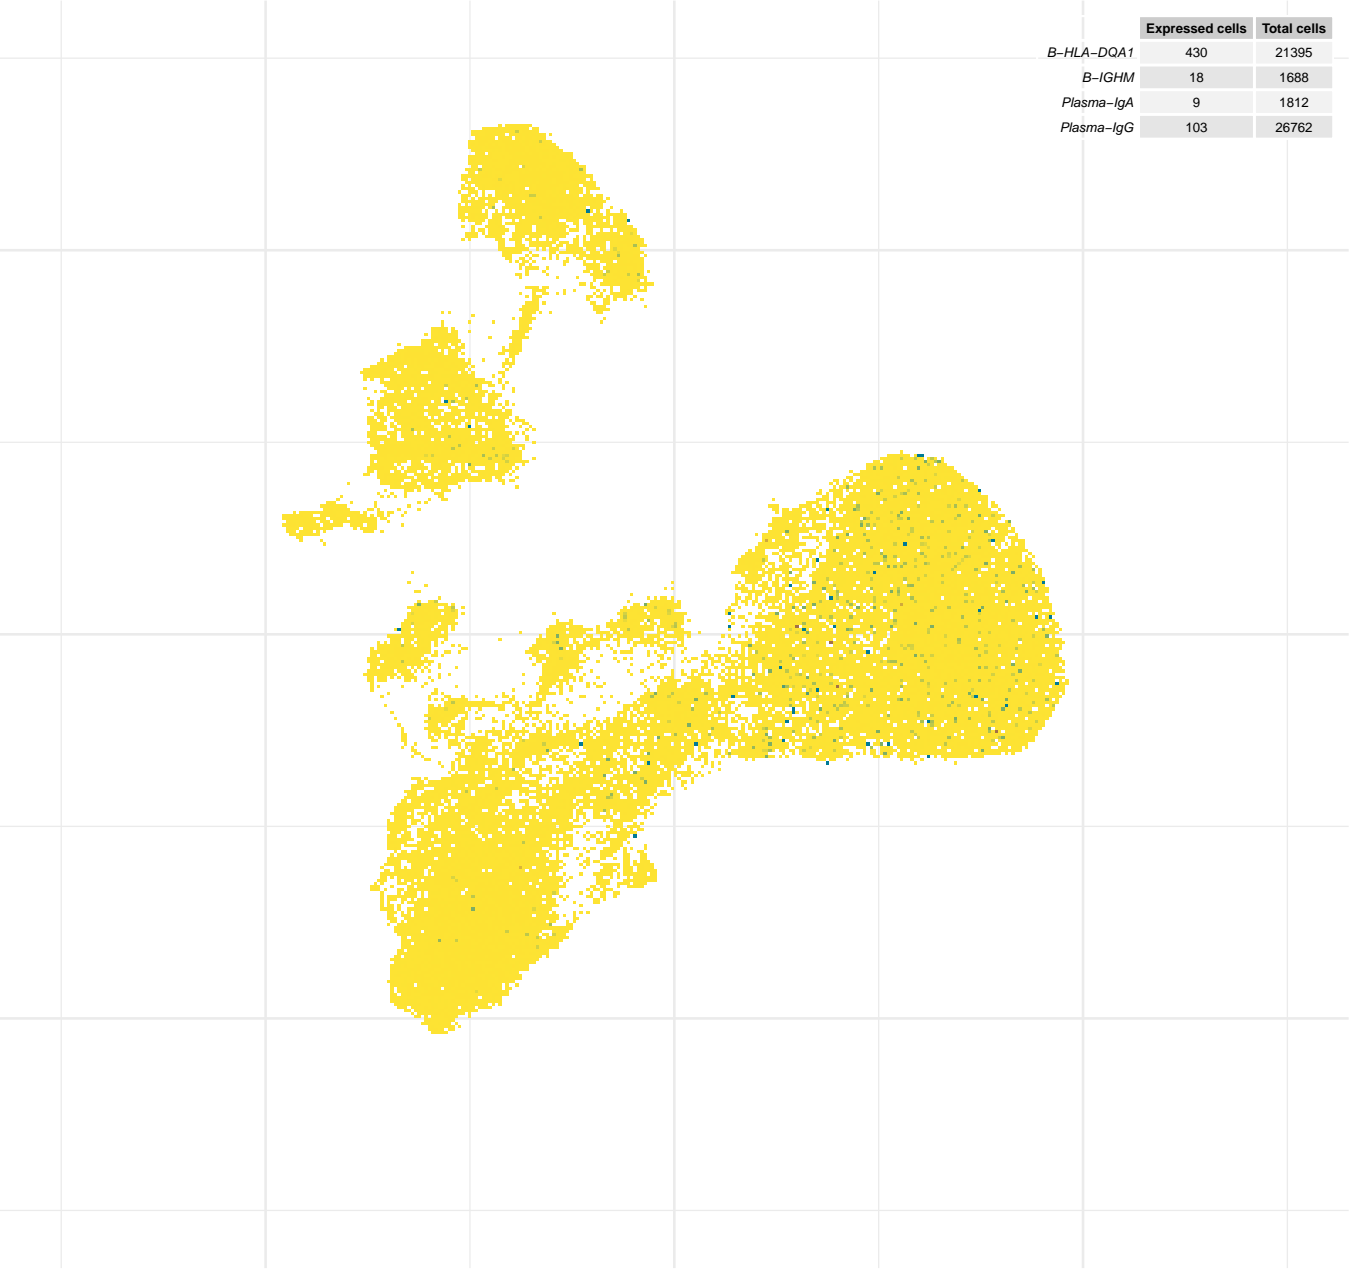 Expressed cells Total cells
B−HLA−DQA1 430 21395
B−IGHM 18 1688
Plasma−IgA 9 1812
Plasma−IgG 103 26762